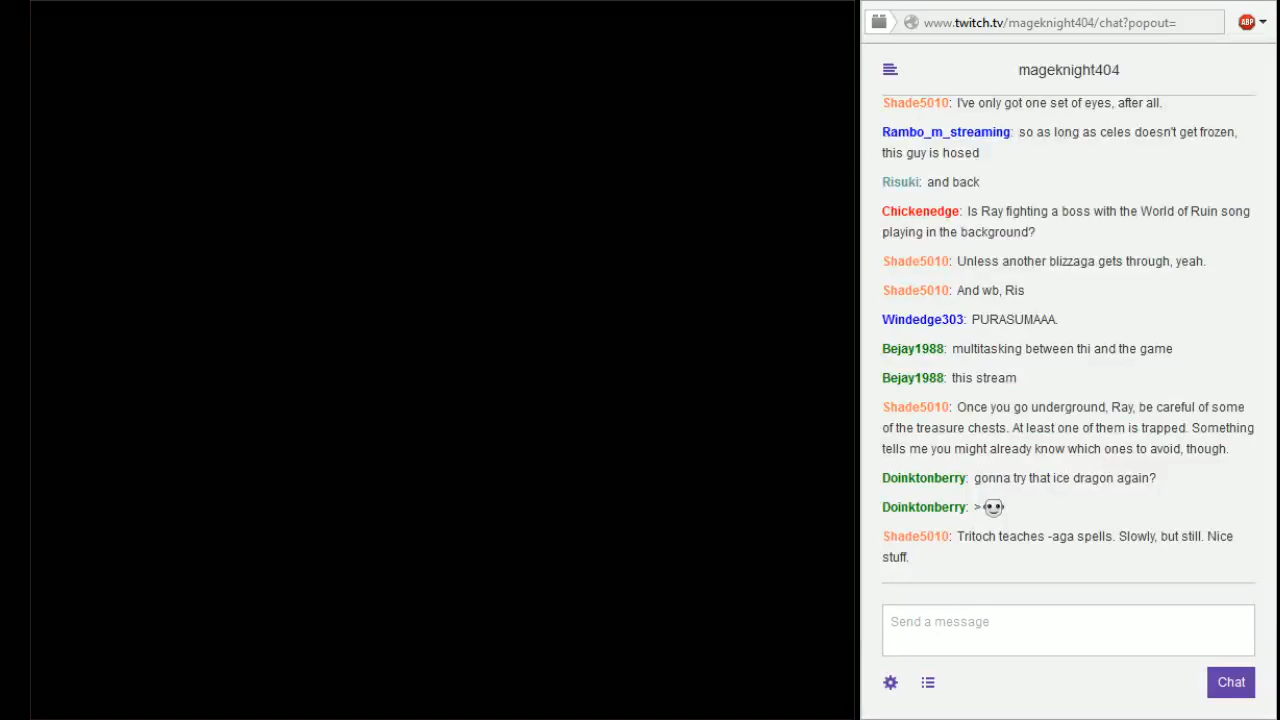 www.twitch.tv/mageknight404/chat?popout=
ABP
mageknight404
Shade5010: I've only got one set of eyes, after all.
Rambo_m_streaming: so as long as celes doesn't get frozen,
this guy is hosed
Risuki: and back
Chickenedge: Is Ray fighting a boss with the World of Ruin song
playing in the background?
Shade5010: Unless another blizzaga gets through, yeah.
Shade5010: And wb, Ris
Windedge303: PURASUMAAA.
Bejay1988: multitasking between thi and the game
Bejay1988: this stream
Shade5010: Once you go underground, Ray, be careful of some
of the treasure chests. At least one of them is trapped. Something
tells me you might already know which ones to avoid, though.
Doinktonberry: gonna try that ice dragon again?
Doinktonberry: >
Shade5010: Tritoch teaches -aga spells. Slowly, but still. Nice
stuff.
Send a message
Chat